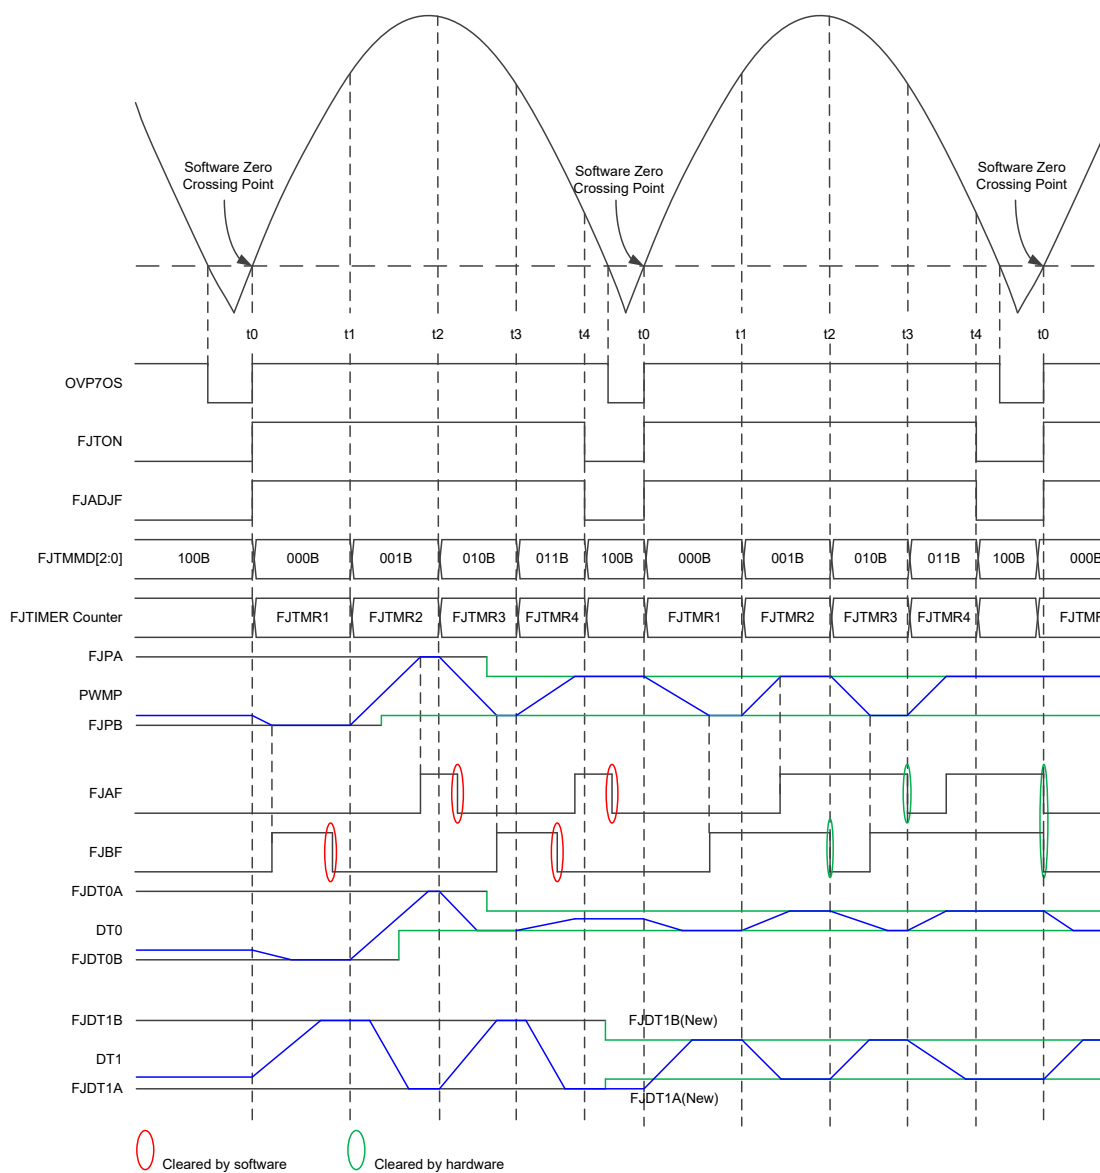 Software Zero
Crossing Point
Software Zero
Crossing Point
Software Zero
Crossing Point
t0 t1 t2 t3 t4 t0 t1 t2 t3 t4 t0
OVP7OS
FJTON
FJADJF
FJTMMD[2:0] 100B 000B 001B 010B 011B 100B 000B 001B 010B 011B 100B 000B
FJTIMER Counter FJTMR1 FJTMR2 FJTMR3 FJTMR4 FJTMR1 FJTMR2 FJTMR3 FJTMR4 FJTMR
FJPA
PWMP
FJPB
FJAF
FJBF
FJDT0A
DT0
FJDT0B
FJDT1B FJDT1B(New)
DT1
FJDT1A FJDT1A(New)
Cleared by software Cleared by hardware